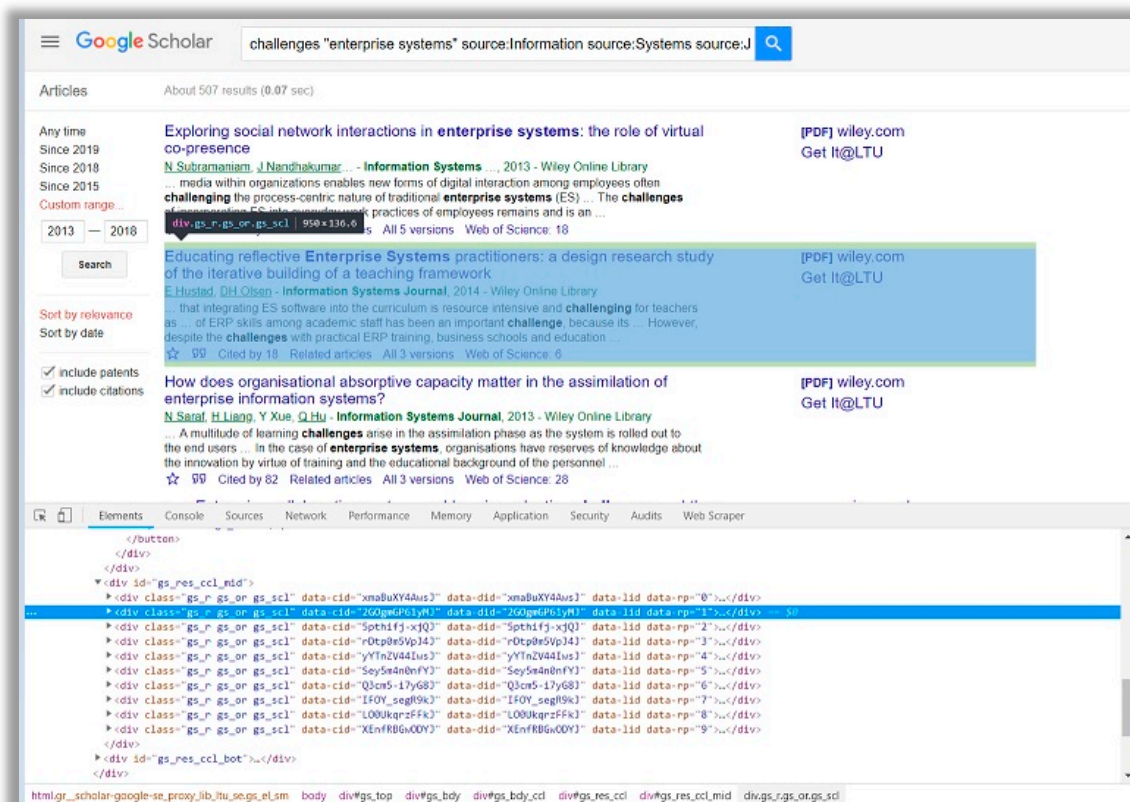 Google Scholar
challenges "enterprise systems" source:Information source:Systems source:J
Articles
About 507 results (0.07 sec)
Any time
Since 2019
Since 2018
Since 2015
Custom range...
2013 — 2018
Search
Sort by relevance
Sort by date
include patents
include citations
Exploring social network interactions in enterprise systems: the role of virtual
co-presence
N Subramaniam, J Nandhakumar... - Information Systems ..., 2013 - Wiley Online Library
... media within organizations enables new forms of digital interaction among employees often
challenging the process-centric nature of traditional enterprise systems (ES) ... The challenges
practices of employees remains and is an ...
All 5 versions Web of Science: 18
[PDF] wiley.com
Get It@LTU
div.gs_r.gs_or.gs_scl | 950×136.6
Educating reflective Enterprise Systems practitioners: a design research study
of the iterative building of a teaching framework
E Hustad, DH Olsen - Information Systems Journal, 2014 - Wiley Online Library
... that integrating ES software into the curriculum is resource intensive and challenging for teachers
as ... of ERP skills among academic staff has been an important challenge, because its ... However,
despite the challenges with practical ERP training, business schools and education ...
Cited by 18 Related articles All 3 versions Web of Science: 6
[PDF] wiley.com
Get It@LTU
How does organisational absorptive capacity matter in the assimilation of
enterprise information systems?
N Saraf, H Liang, Y Xue, Q Hu - Information Systems Journal, 2013 - Wiley Online Library
... A multitude of learning challenges arise in the assimilation phase as the system is rolled out to
the end users ... In the case of enterprise systems, organisations have reserves of knowledge about
the innovation by virtue of training and the educational background of the personnel ...
Cited by 82 Related articles All 3 versions Web of Science: 28
[PDF] wiley.com
Get It@LTU
Elements Console Sources Network Performance Memory Application Security Audits Web Scraper
</button>
</div>
</div>
<div id="gs_res_ccl_mid">
<div class="gs_r gs_or gs_scl" data-cid="xmaBuXY4AwsJ" data-did="xmaBuXY4AwsJ" data-lid data-rp="0">…</div>
<div class="gs_r gs_or gs_scl" data-cid="2GOgmGP61yMJ" data-did="2GOgmGP61yMJ" data-lid data-rp="1">…</div> == $0
<div class="gs_r gs_or gs_scl" data-cid="5pthifj-xjQJ" data-did="5pthifj-xjQJ" data-lid data-rp="2">…</div>
<div class="gs_r gs_or gs_scl" data-cid="rOtp0m5VpJ4J" data-did="rOtp0m5VpJ4J" data-lid data-rp="3">…</div>
<div class="gs_r gs_or gs_scl" data-cid="yYTnZV44IwsJ" data-did="yYTnZV44IwsJ" data-lid data-rp="4">…</div>
<div class="gs_r gs_or gs_scl" data-cid="Sey5m4n0nfYJ" data-did="Sey5m4n0nfYJ" data-lid data-rp="5">…</div>
<div class="gs_r gs_or gs_scl" data-cid="Q3cm5-i7yG8J" data-did="Q3cm5-i7yG8J" data-lid data-rp="6">…</div>
<div class="gs_r gs_or gs_scl" data-cid="IFOY_segR9kJ" data-did="IFOY_segR9kJ" data-lid data-rp="7">…</div>
<div class="gs_r gs_or gs_scl" data-cid="LO0UkqrzFFkJ" data-did="LO0UkqrzFFkJ" data-lid data-rp="8">…</div>
<div class="gs_r gs_or gs_scl" data-cid="XEnfRBGwODYJ" data-did="XEnfRBGwODYJ" data-lid data-rp="9">…</div>
</div>
<div id="gs_res_ccl_bot">…</div>
</div>
html.gr__scholar-google-se_proxy_lib_ltu_se.gs_el_sm body div#gs_top div#gs_bdy div#gs_bdy_ccl div#gs_res_ccl div#gs_res_ccl_mid div.gs_r.gs_or.gs_scl